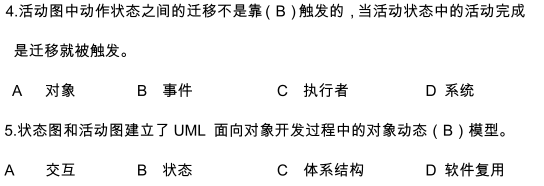 4.活动图中动作状态之间的迁移不是靠（B）触发的，当活动状态中的活动完成
是迁移就被触发。
A 对象 B 事件 C 执行者 D 系统
5.状态图和活动图建立了 UML 面向对象开发过程中的对象动态（B）模型。
A 交互 B 状态 C 体系结构 D 软件复用